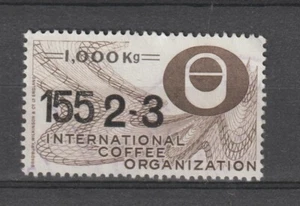 1,000 Kg
155 2-3
INTERNATIONAL
COFFEE
ORGANIZATION